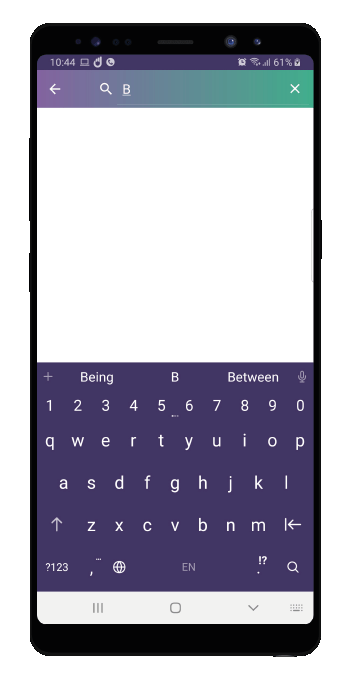 10:44 61%
B
Being B Between
1 2 3 4 5 6 7 8 9 0
q w e r t y u i o p
a s d f g h j k l
z x c v b n m
?123 , EN !? .